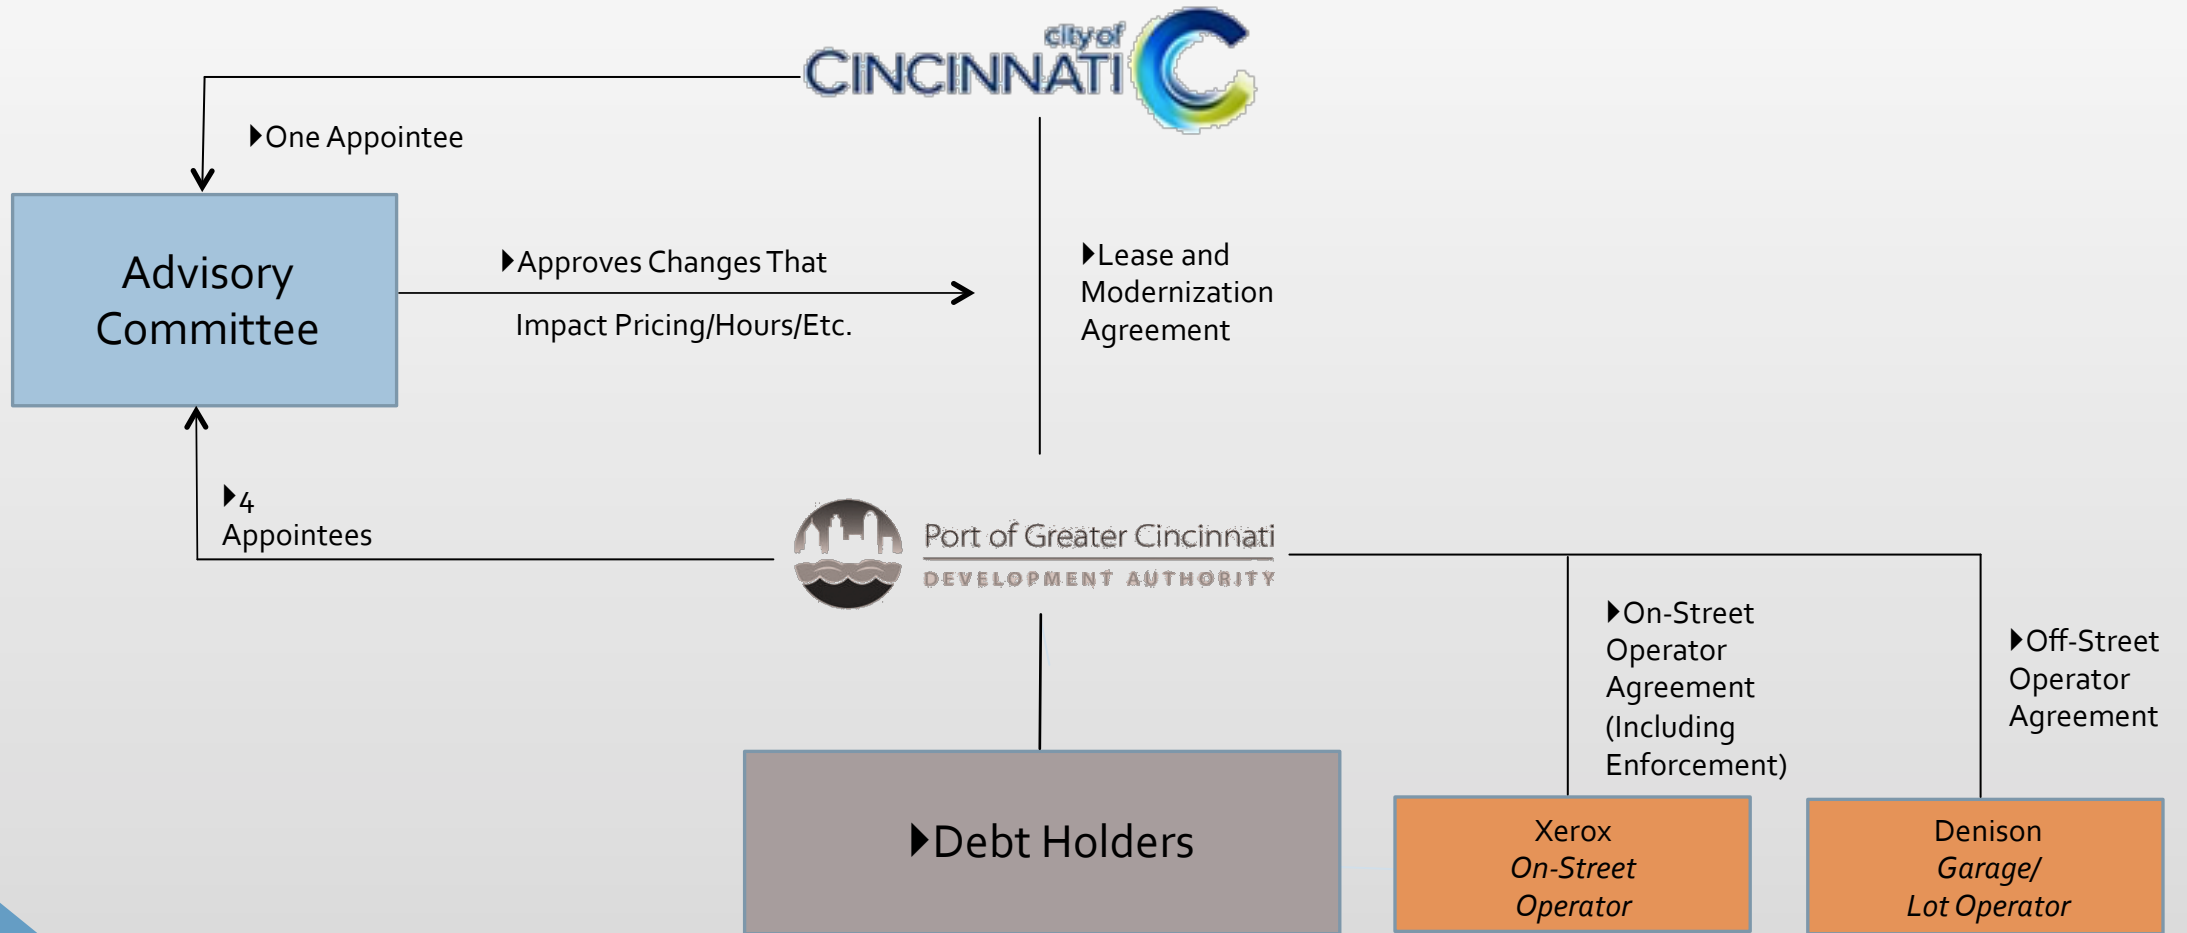 city of
CINCINNATI
▶One Appointee
Advisory
Committee
▶Approves Changes That
Impact Pricing/Hours/Etc.
▶Lease and
Modernization
Agreement
▶4
Appointees
Port of Greater Cincinnati
DEVELOPMENT AUTHORITY
▶On-Street
Operator
Agreement
(Including
Enforcement)
▶Off-Street
Operator
Agreement
▶Debt Holders
Xerox
On-Street
Operator
Denison
Garage/
Lot Operator